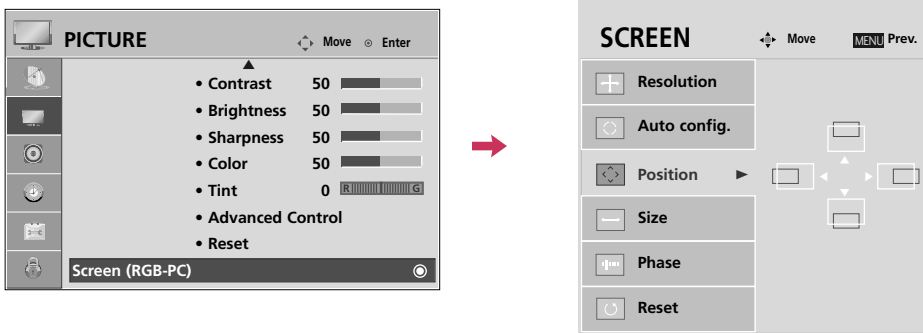 PICTURE
Move
Enter
• Contrast 50
• Brightness 50
• Sharpness 50
• Color 50
• Tint 0 R G
• Advanced Control
• Reset
Screen (RGB-PC)
SCREEN
Move
MENU Prev.
Resolution
Auto config.
Position
Size
Phase
Reset